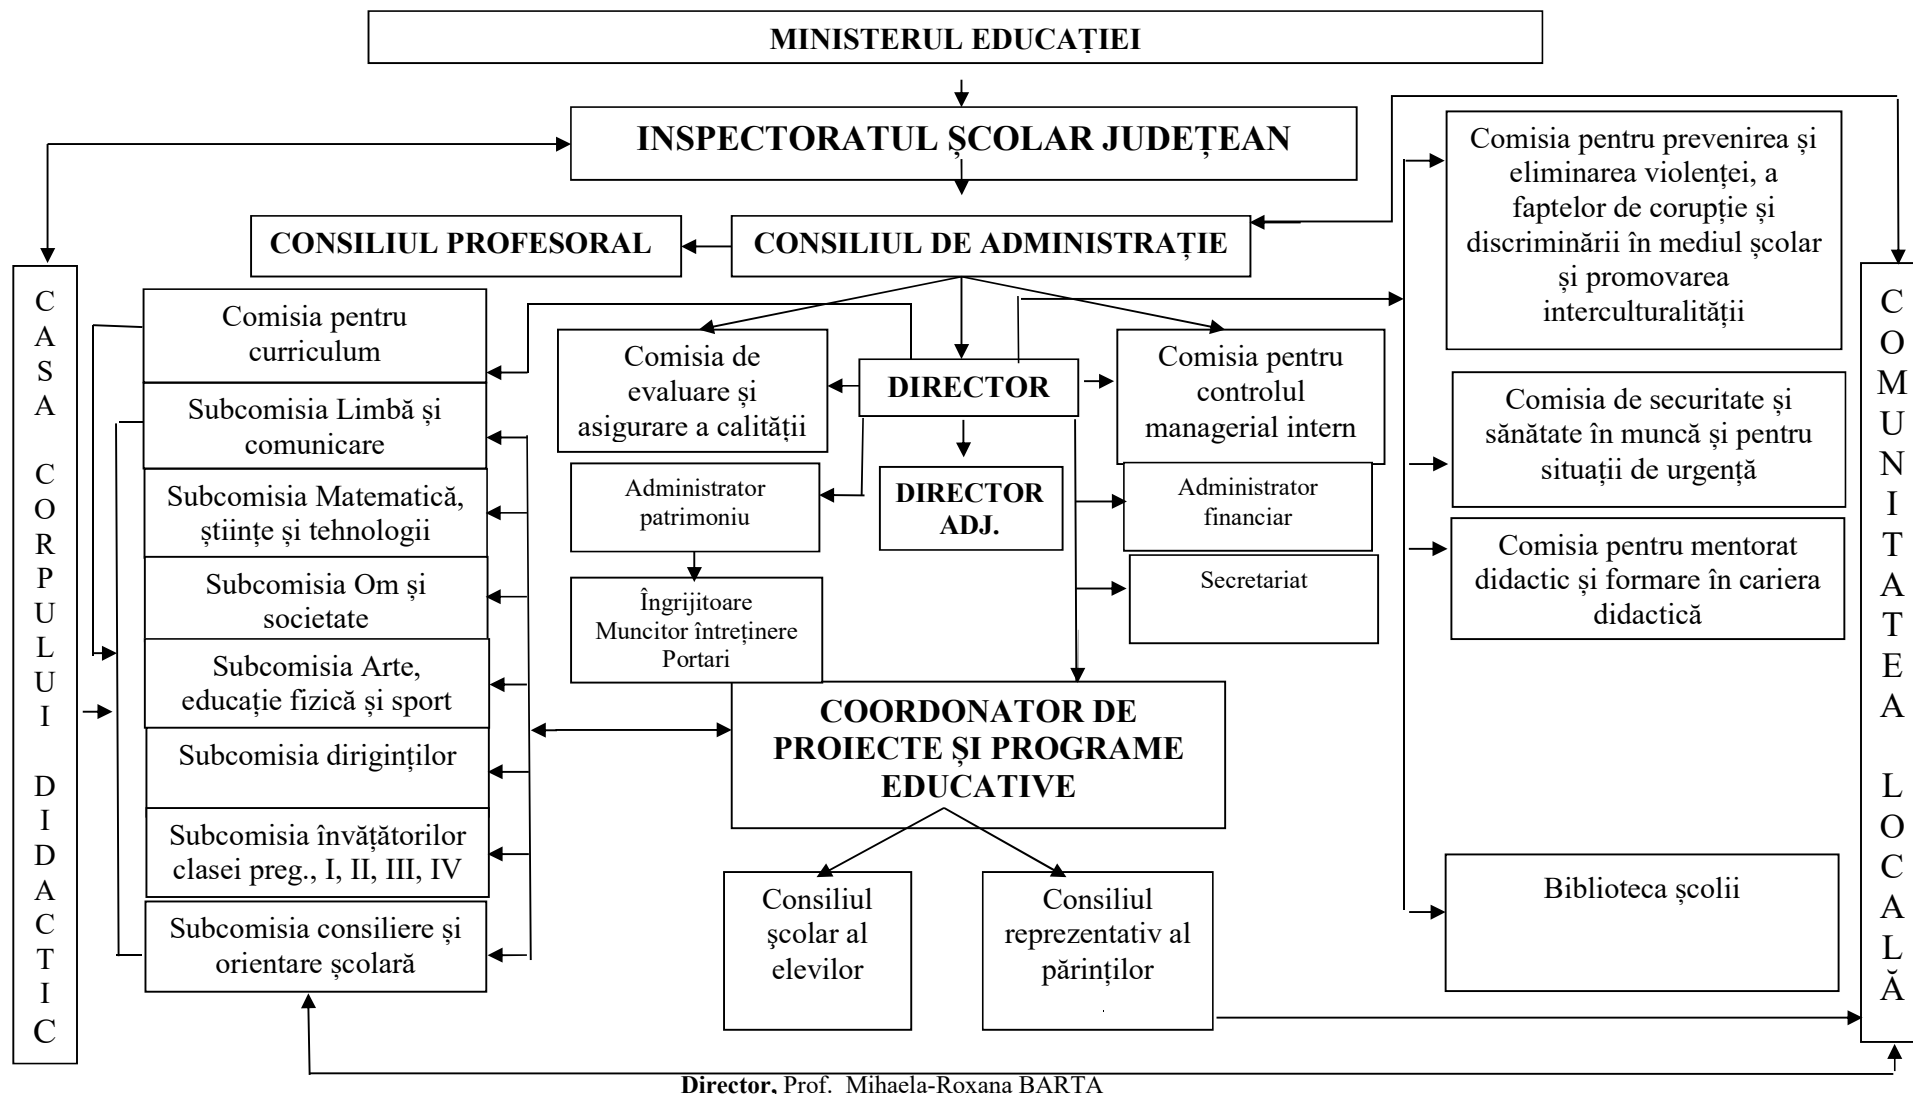 MINISTERUL EDUCAȚIEI
INSPECTORATUL ȘCOLAR JUDEȚEAN
CONSILIUL PROFESORAL
CONSILIUL DE ADMINISTRAȚIE
CASA CORPULUI DIDACTIC
Comisia pentru
curriculum
Subcomisia Limbă și
comunicare
Subcomisia Matematică,
științe și tehnologii
Subcomisia Om și
societate
Subcomisia Arte,
educație fizică și sport
Subcomisia diriginților
Subcomisia învățătorilor
clasei preg., I, II, III, IV
Subcomisia consiliere și
orientare școlară
Comisia de
evaluare și
asigurare a calității
DIRECTOR
Comisia pentru
controlul
managerial intern
Administrator
patrimoniu
DIRECTOR
ADJ.
Administrator
financiar
Îngrijitoare
Muncitor întreținere
Portari
Secretariat
COORDONATOR DE
PROIECTE ȘI PROGRAME
EDUCATIVE
Consiliul
şcolar al
elevilor
Consiliul
reprezentativ al
părinților
.
Comisia pentru prevenirea și
eliminarea violenței, a
faptelor de corupție și
discriminării în mediul școlar
și promovarea
interculturalității
Comisia de securitate și
sănătate în muncă și pentru
situații de urgență
Comisia pentru mentorat
didactic și formare în cariera
didactică
Biblioteca școlii
COMUNITATEA LOCALĂ
Director, Prof. Mihaela-Roxana BARTA